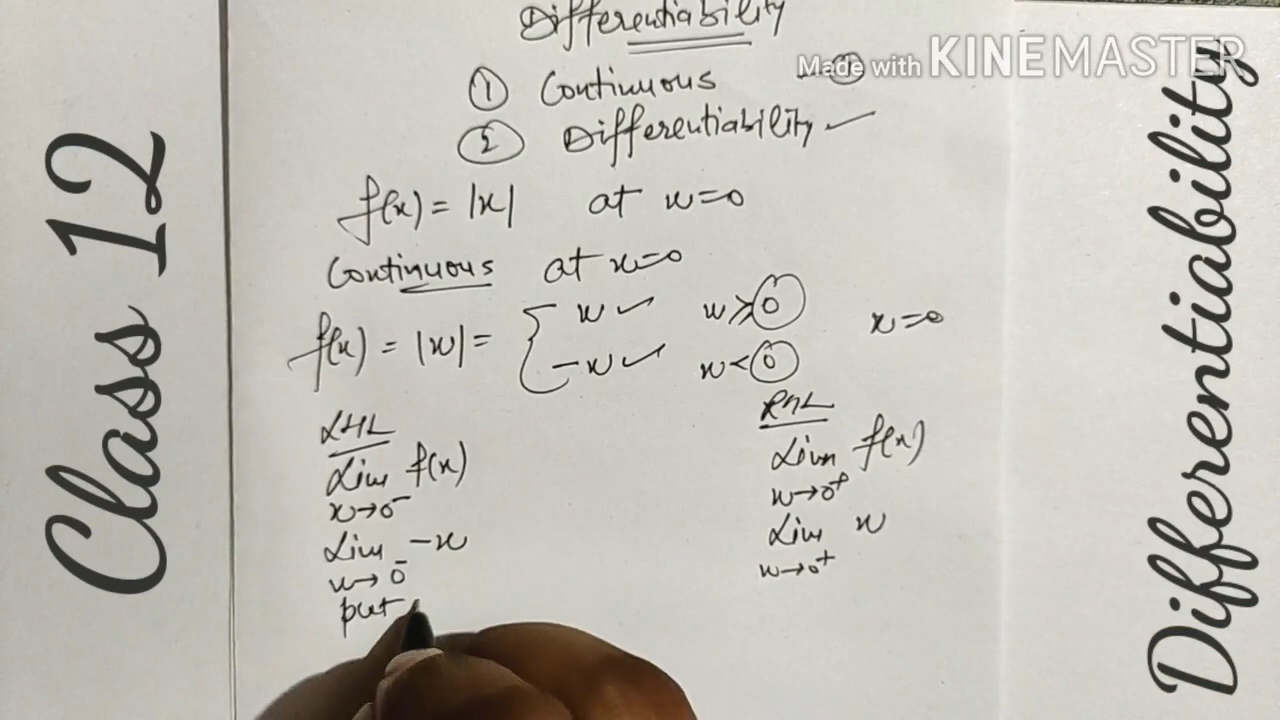 Differentiability
① Continuous
Made with KINEMASTER
② Differentiability ✓
f(x) = |x| at x=0
Continuous at x=0
f(x) = |x| = { x ✓ x ≥ 0
-x ✓ x < 0
x=0
LHL
Lim f(x)
x→0⁻
Lim -x
x→0⁻
put
RHL
Lim f(x)
x→0⁺
Lim x
x→0⁺
Class 12
Differentiability